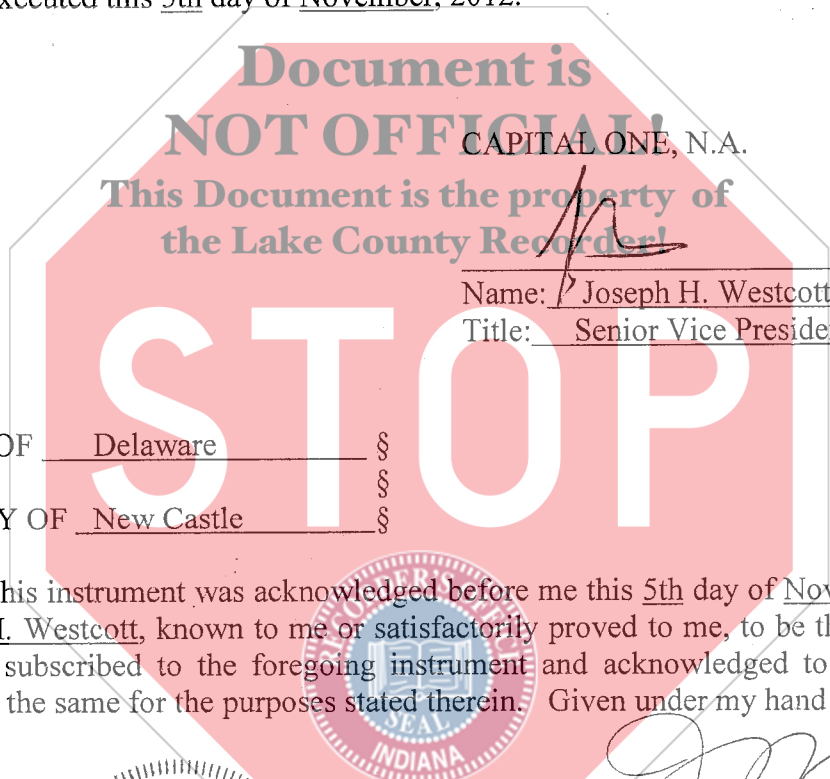 xecuted this 5th day of November, 2012.
Document is
NOT OFFICIAL!
CAPITAL ONE, N.A.
This Document is the property of
the Lake County Recorder!
Name: Joseph H. Westcott
Title: Senior Vice Preside
STOP
OF Delaware §
§
Y OF New Castle §
his instrument was acknowledged before me this 5th day of Nov
I. Westcott, known to me or satisfactorily proved to me, to be th
subscribed to the foregoing instrument and acknowledged to
the same for the purposes stated therein. Given under my hand
RECORDER'S OFFICE
SEAL
INDIANA